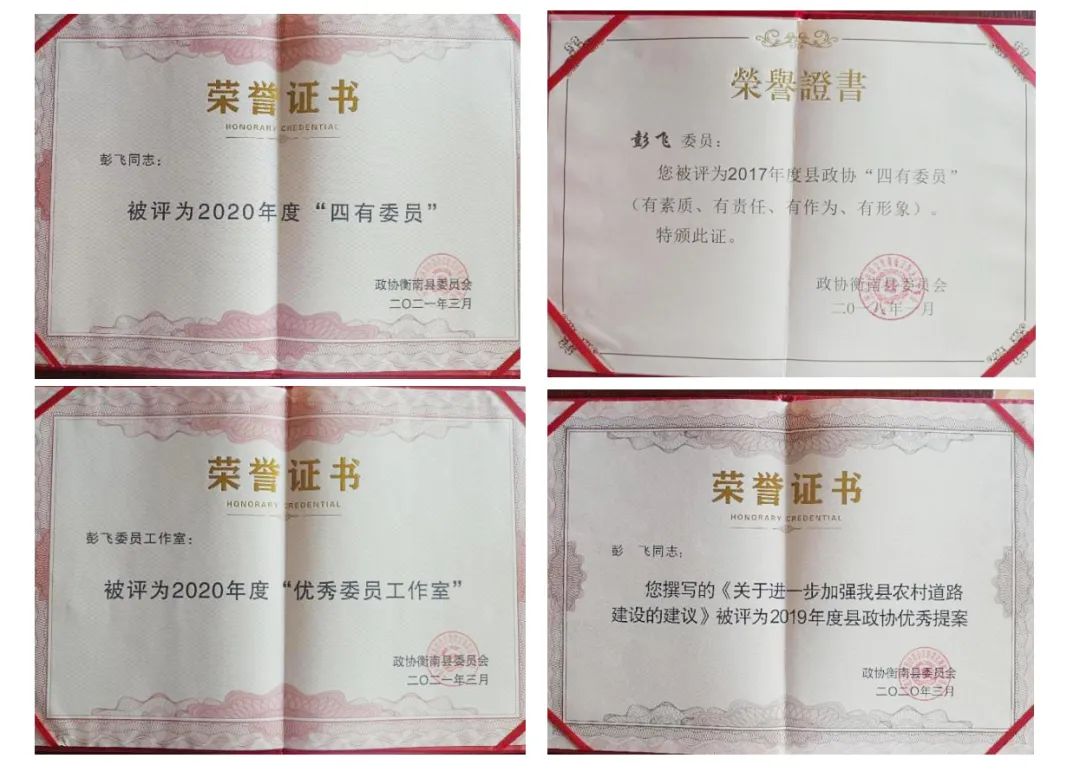 荣誉证书
HONORARY CREDENTIAL
彭飞同志：
被评为2020年度“四有委员”
政协衡南县委员会
二〇二一年三月
榮譽證書
彭飞 委员：
您被评为2017年度县政协“四有委员”
（有素质、有责任、有作为、有形象）。
特颁此证。
政协衡南县委员会
二〇一八年一月
荣誉证书
HONORARY CREDENTIAL
彭飞委员工作室：
被评为2020年度“优秀委员工作室”
政协衡南县委员会
二〇二一年三月
荣誉证书
HONORARY CREDENTIAL
彭　飞同志：
您撰写的《关于进一步加强我县农村道路
建设的建议》被评为2019年度县政协优秀提案
政协衡南县委员会
二〇二〇年三月